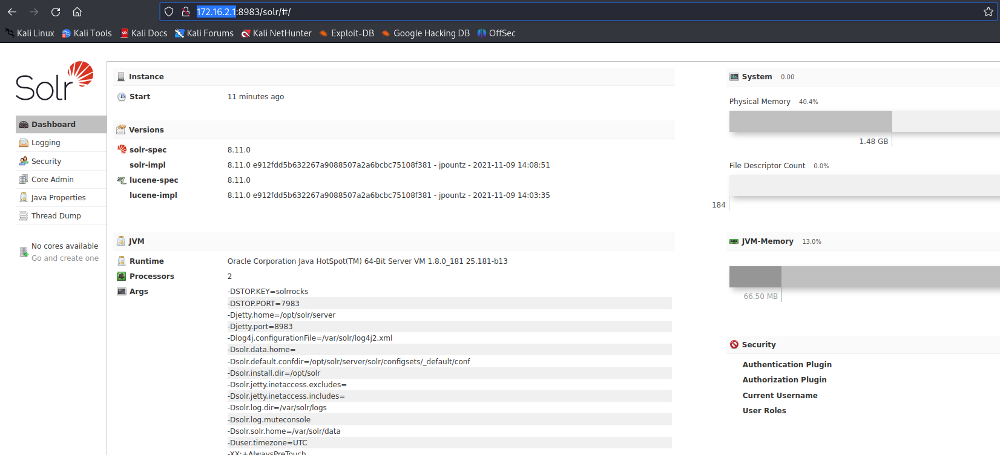 172.16.2.1:8983/solr/#/
Kali Linux Kali Tools Kali Docs Kali Forums Kali NetHunter Exploit-DB Google Hacking DB OffSec
Solr
Dashboard
Logging
Security
Core Admin
Java Properties
Thread Dump
No cores available
Go and create one
Instance
Start 11 minutes ago
Versions
solr-spec 8.11.0
solr-impl 8.11.0 e912fdd5b632267a9088507a2a6bcbc75108f381 - jpountz - 2021-11-09 14:08:51
lucene-spec 8.11.0
lucene-impl 8.11.0 e912fdd5b632267a9088507a2a6bcbc75108f381 - jpountz - 2021-11-09 14:03:35
JVM
Runtime Oracle Corporation Java HotSpot(TM) 64-Bit Server VM 1.8.0_181 25.181-b13
Processors 2
Args -DSTOP.KEY=solrrocks
-DSTOP.PORT=7983
-Djetty.home=/opt/solr/server
-Djetty.port=8983
-Dlog4j.configurationFile=/var/solr/log4j2.xml
-Dsolr.data.home=
-Dsolr.default.confdir=/opt/solr/server/solr/configsets/_default/conf
-Dsolr.install.dir=/opt/solr
-Dsolr.jetty.inetaccess.excludes=
-Dsolr.jetty.inetaccess.includes=
-Dsolr.log.dir=/var/solr/logs
-Dsolr.log.muteconsole
-Dsolr.solr.home=/var/solr/data
-Duser.timezone=UTC
-XX:+AlwaysPreTouch
System 0.00
Physical Memory 40.4%
1.48 GB
File Descriptor Count 0.0%
184
JVM-Memory 13.0%
66.50 MB
Security
Authentication Plugin
Authorization Plugin
Current Username
User Roles